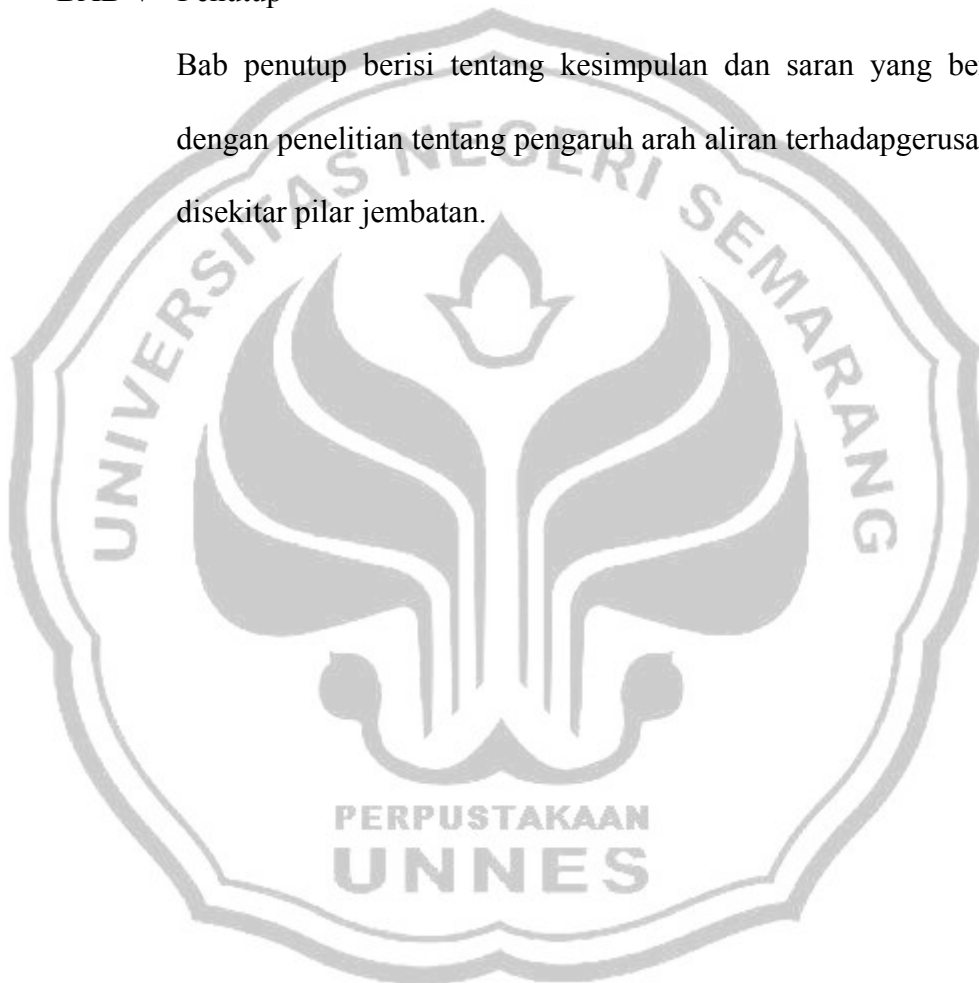 Bab penutup berisi tentang kesimpulan dan saran yang be
dengan penelitian tentang pengaruh arah aliran terhadapgerusa
disekitar pilar jembatan.
UNIVERSITAS NEGERI SEMARANG
PERPUSTAKAAN
UNNES